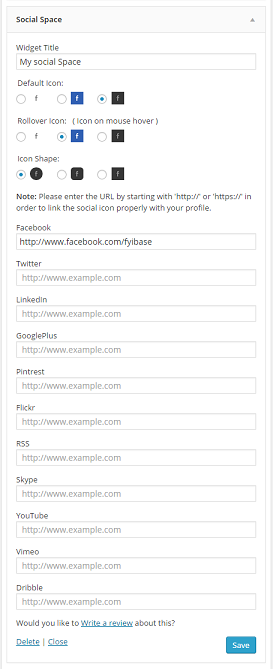 Social Space
Widget Title
My social Space
Default Icon:
f f f
Rollover Icon: ( Icon on mouse hover )
f f f
Icon Shape:
f f f
Note: Please enter the URL by starting with 'http://' or 'https://' in
order to link the social icon properly with your profile.
Facebook
http://www.facebook.com/fyibase
Twitter
http://www.example.com
LinkedIn
http://www.example.com
GooglePlus
http://www.example.com
Pintrest
http://www.example.com
Flickr
http://www.example.com
RSS
http://www.example.com
Skype
http://www.example.com
YouTube
http://www.example.com
Vimeo
http://www.example.com
Dribble
http://www.example.com
Would you like to Write a review about this?
Delete | Close
Save